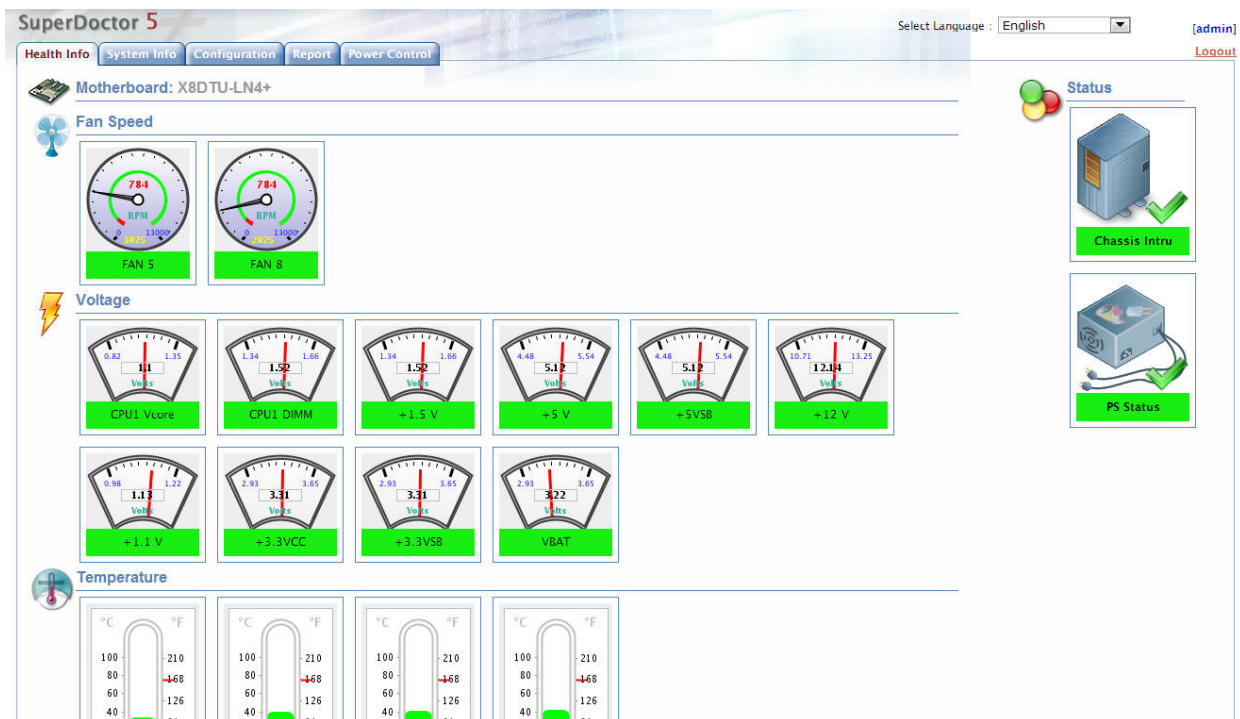 SuperDoctor 5
Select Language : English
[admin]
Health Info System Info Configuration Report Power Control
Logout
Motherboard: X8DTU-LN4+
Status
Fan Speed
784 784
RPM RPM
0 13000 0 13000
3025 2025
FAN 5 FAN 8
Chassis Intru
Voltage
0.82 1.35 1.34 1.66 1.34 1.66 4.48 5.54 4.48 5.54 10.71 13.25
1.1 1.52 1.52 5.12 5.12 12.14
Volts Volts Volts Volts Volts Volts
CPU1 Vcore CPU1 DIMM +1.5 V +5 V +5VSB +12 V
PS Status
0.98 1.22 2.93 3.65 2.93 3.65 2.93 3.65
1.13 3.31 3.31 3.22
Volts Volts Volts Volts
+1.1 V +3.3VCC +3.3VSB VBAT
Temperature
°C °F °C °F °C °F °C °F
100 210 100 210 100 210 100 210
80 168 80 168 80 168 80 168
60 126 60 126 60 126 60 126
40 40 40 40